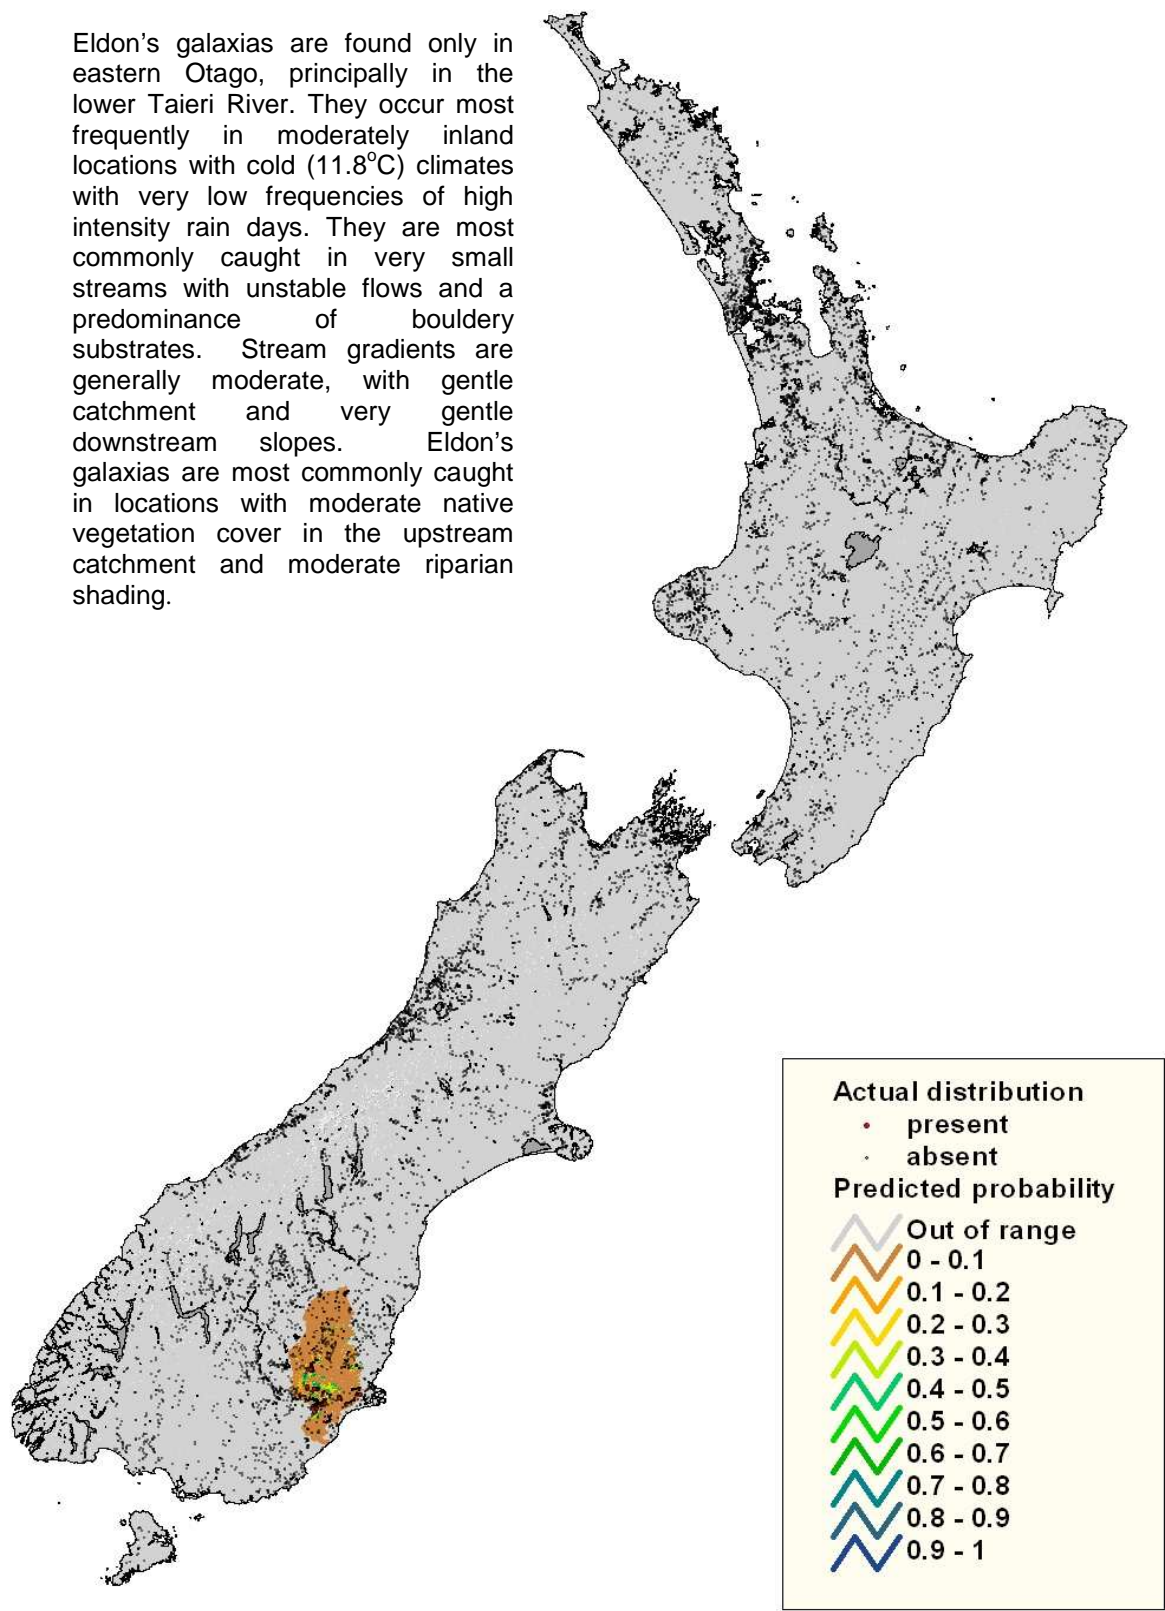 Eldon’s galaxias are found only in
eastern Otago, principally in the
lower Taieri River. They occur most
frequently in moderately inland
locations with cold (11.8°C) climates
with very low frequencies of high
intensity rain days. They are most
commonly caught in very small
streams with unstable flows and a
predominance of bouldery
substrates. Stream gradients are
generally moderate, with gentle
catchment and very gentle
downstream slopes. Eldon’s
galaxias are most commonly caught
in locations with moderate native
vegetation cover in the upstream
catchment and moderate riparian
shading.
Actual distribution
present
absent
Predicted probability
Out of range
0 - 0.1
0.1 - 0.2
0.2 - 0.3
0.3 - 0.4
0.4 - 0.5
0.5 - 0.6
0.6 - 0.7
0.7 - 0.8
0.8 - 0.9
0.9 - 1